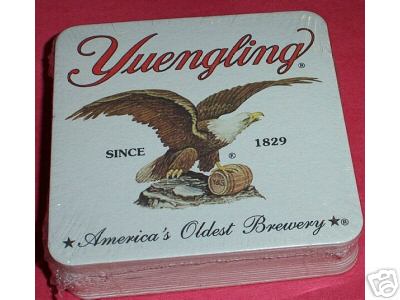 Yuengling®
SINCE ® 1829
★ America's Oldest Brewery ★®